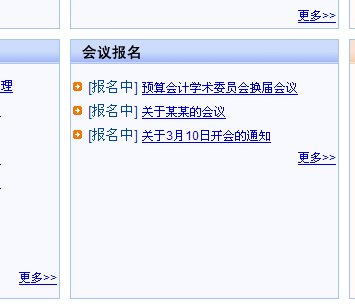 更多>>
会议报名
理
[报名中] 预算会计学术委员会换届会议
[报名中] 关于某某的会议
[报名中] 关于3月10日开会的通知
更多>>
更多>>